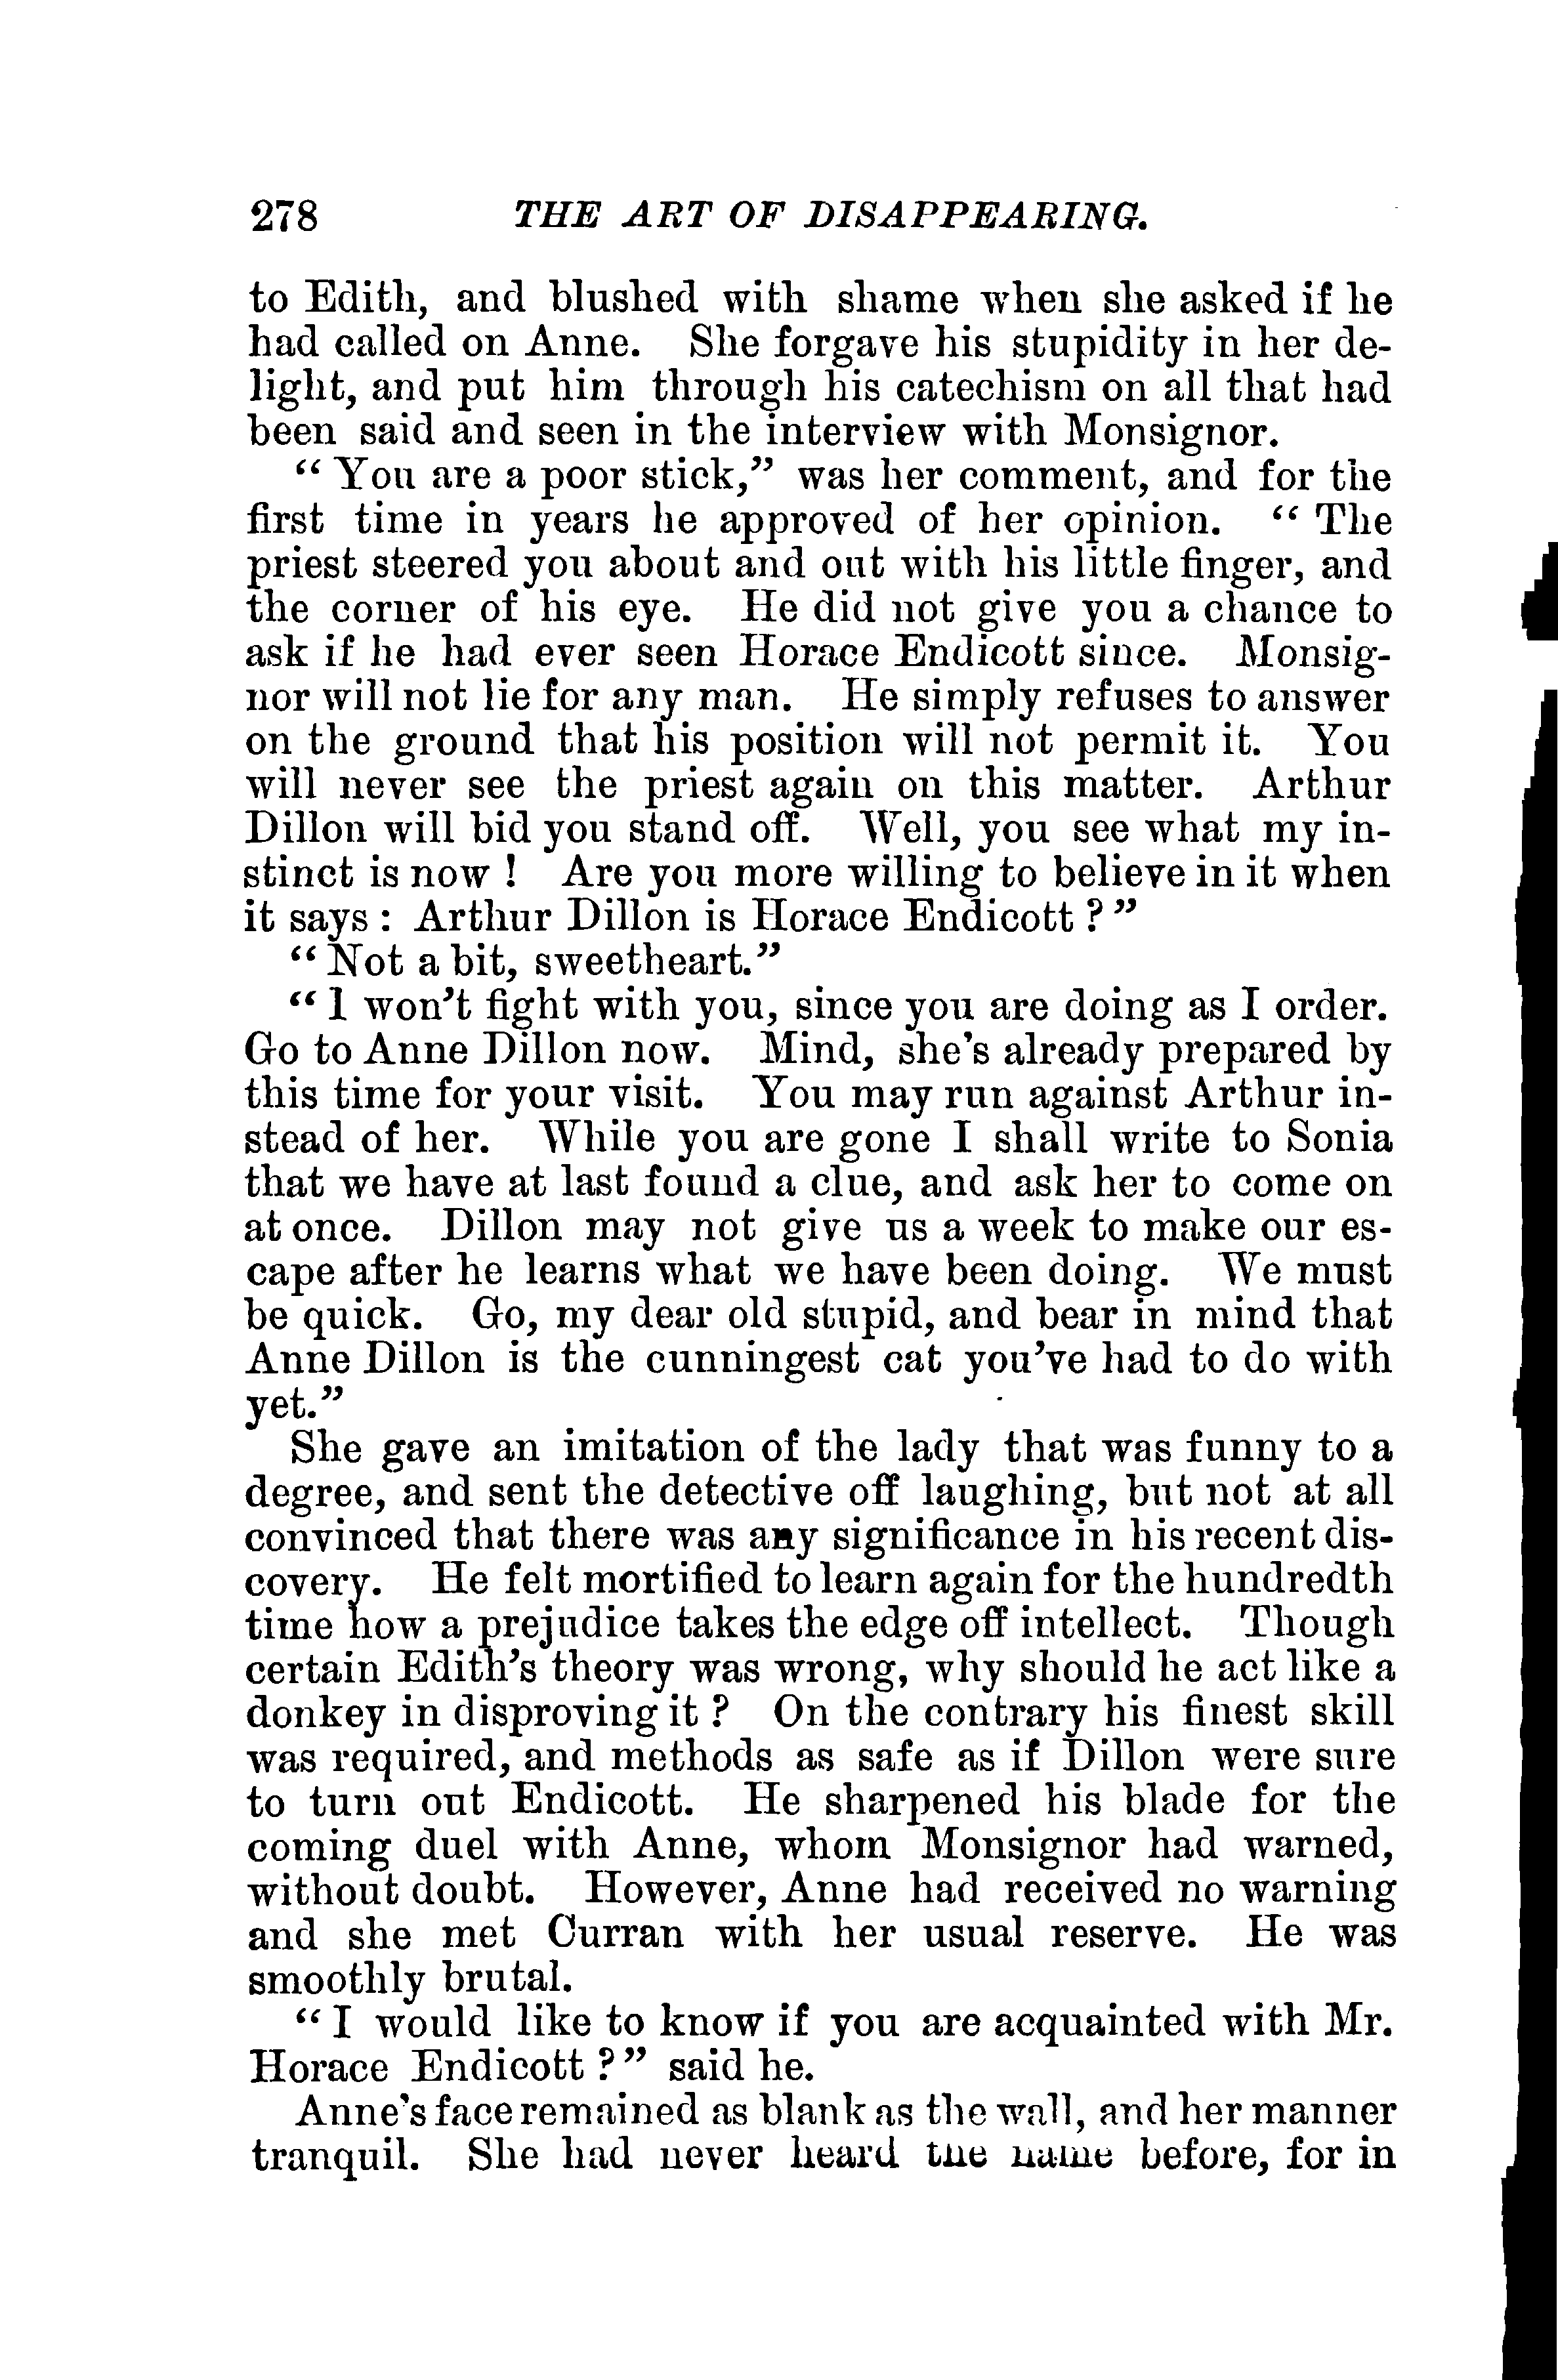 278 THE ART OF DISAPPEARING.
to Edith, and blushed with shame when she asked if he
had called on Anne. She forgave his stupidity in her de-
light, and put him through his catechism on all that had
been said and seen in the interview with Monsignor.
“ You are a poor stick,” was her comment, and for the
first time in years he approved of her opinion. “ The
priest steered you about and out with his little finger, and
the corner of his eye. He did not give you a chance to
ask if he had ever seen Horace Endicott since. Monsig-
nor will not lie for any man. He simply refuses to answer
on the ground that his position will not permit it. You
will never see the priest again on this matter. Arthur
Dillon will bid you stand off. Well, you see what my in-
stinct is now ! Are you more willing to believe in it when
it says : Arthur Dillon is Horace Endicott ? ”
“ Not a bit, sweetheart.”
“ I won’t fight with you, since you are doing as I order.
Go to Anne Dillon now. Mind, she’s already prepared by
this time for your visit. You may run against Arthur in-
stead of her. While you are gone I shall write to Sonia
that we have at last found a clue, and ask her to come on
at once. Dillon may not give us a week to make our es-
cape after he learns what we have been doing. We must
be quick. Go, my dear old stupid, and bear in mind that
Anne Dillon is the cunningest cat you’ve had to do with
yet.”
She gave an imitation of the lady that was funny to a
degree, and sent the detective off laughing, but not at all
convinced that there was any significance in his recent dis-
covery. He felt mortified to learn again for the hundredth
time how a prejudice takes the edge off intellect. Though
certain Edith’s theory was wrong, why should he act like a
donkey in disproving it ? On the contrary his finest skill
was required, and methods as safe as if Dillon were sure
to turn out Endicott. He sharpened his blade for the
coming duel with Anne, whom Monsignor had warned,
without doubt. However, Anne had received no warning
and she met Curran with her usual reserve. He was
smoothly brutal.
“ I would like to know if you are acquainted with Mr.
Horace Endicott ? ” said he.
Anne’s face remained as blank as the wall, and her manner
tranquil. She had never heard the name before, for in